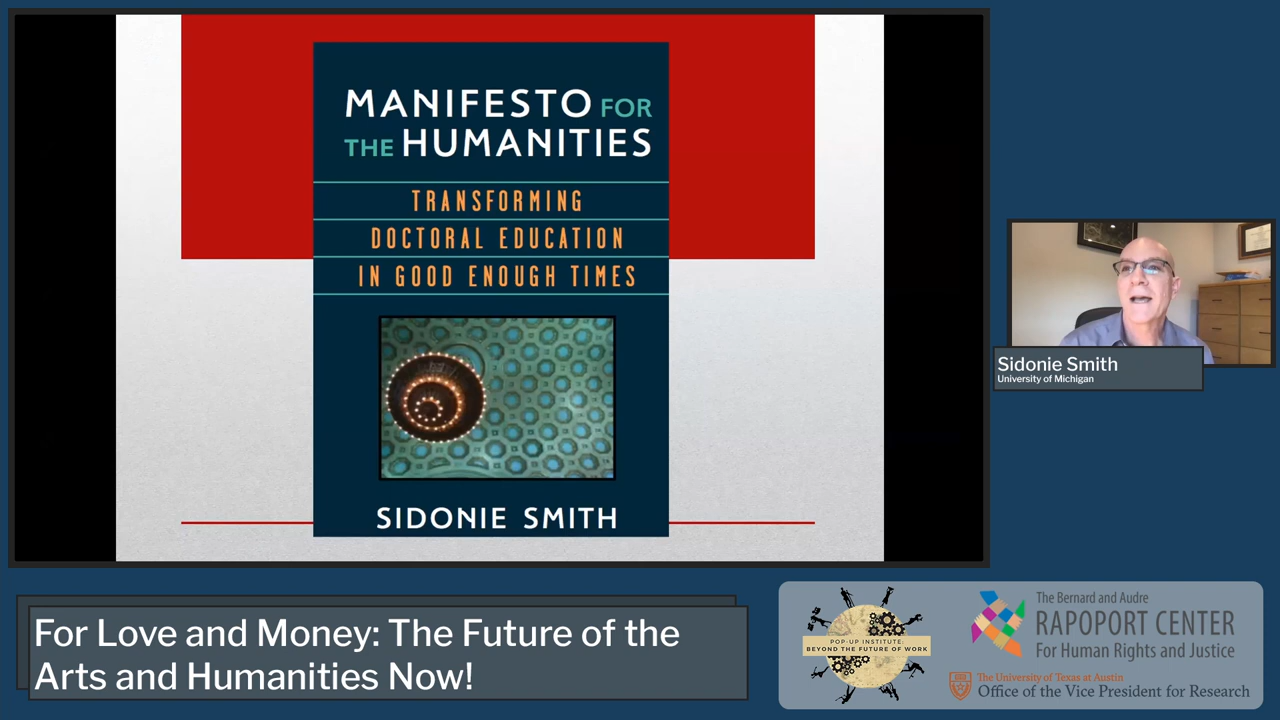 MANIFESTO FOR
THE HUMANITIES
TRANSFORMING
DOCTORAL EDUCATION
IN GOOD ENOUGH TIMES
SIDONIE SMITH
Sidonie Smith
University of Michigan
For Love and Money: The Future of the
Arts and Humanities Now!
POP-UP INSTITUTE:
BEYOND THE FUTURE OF WORK
The Bernard and Audre
RAPOPORT CENTER
For Human Rights and Justice
The University of Texas at Austin
Office of the Vice President for Research